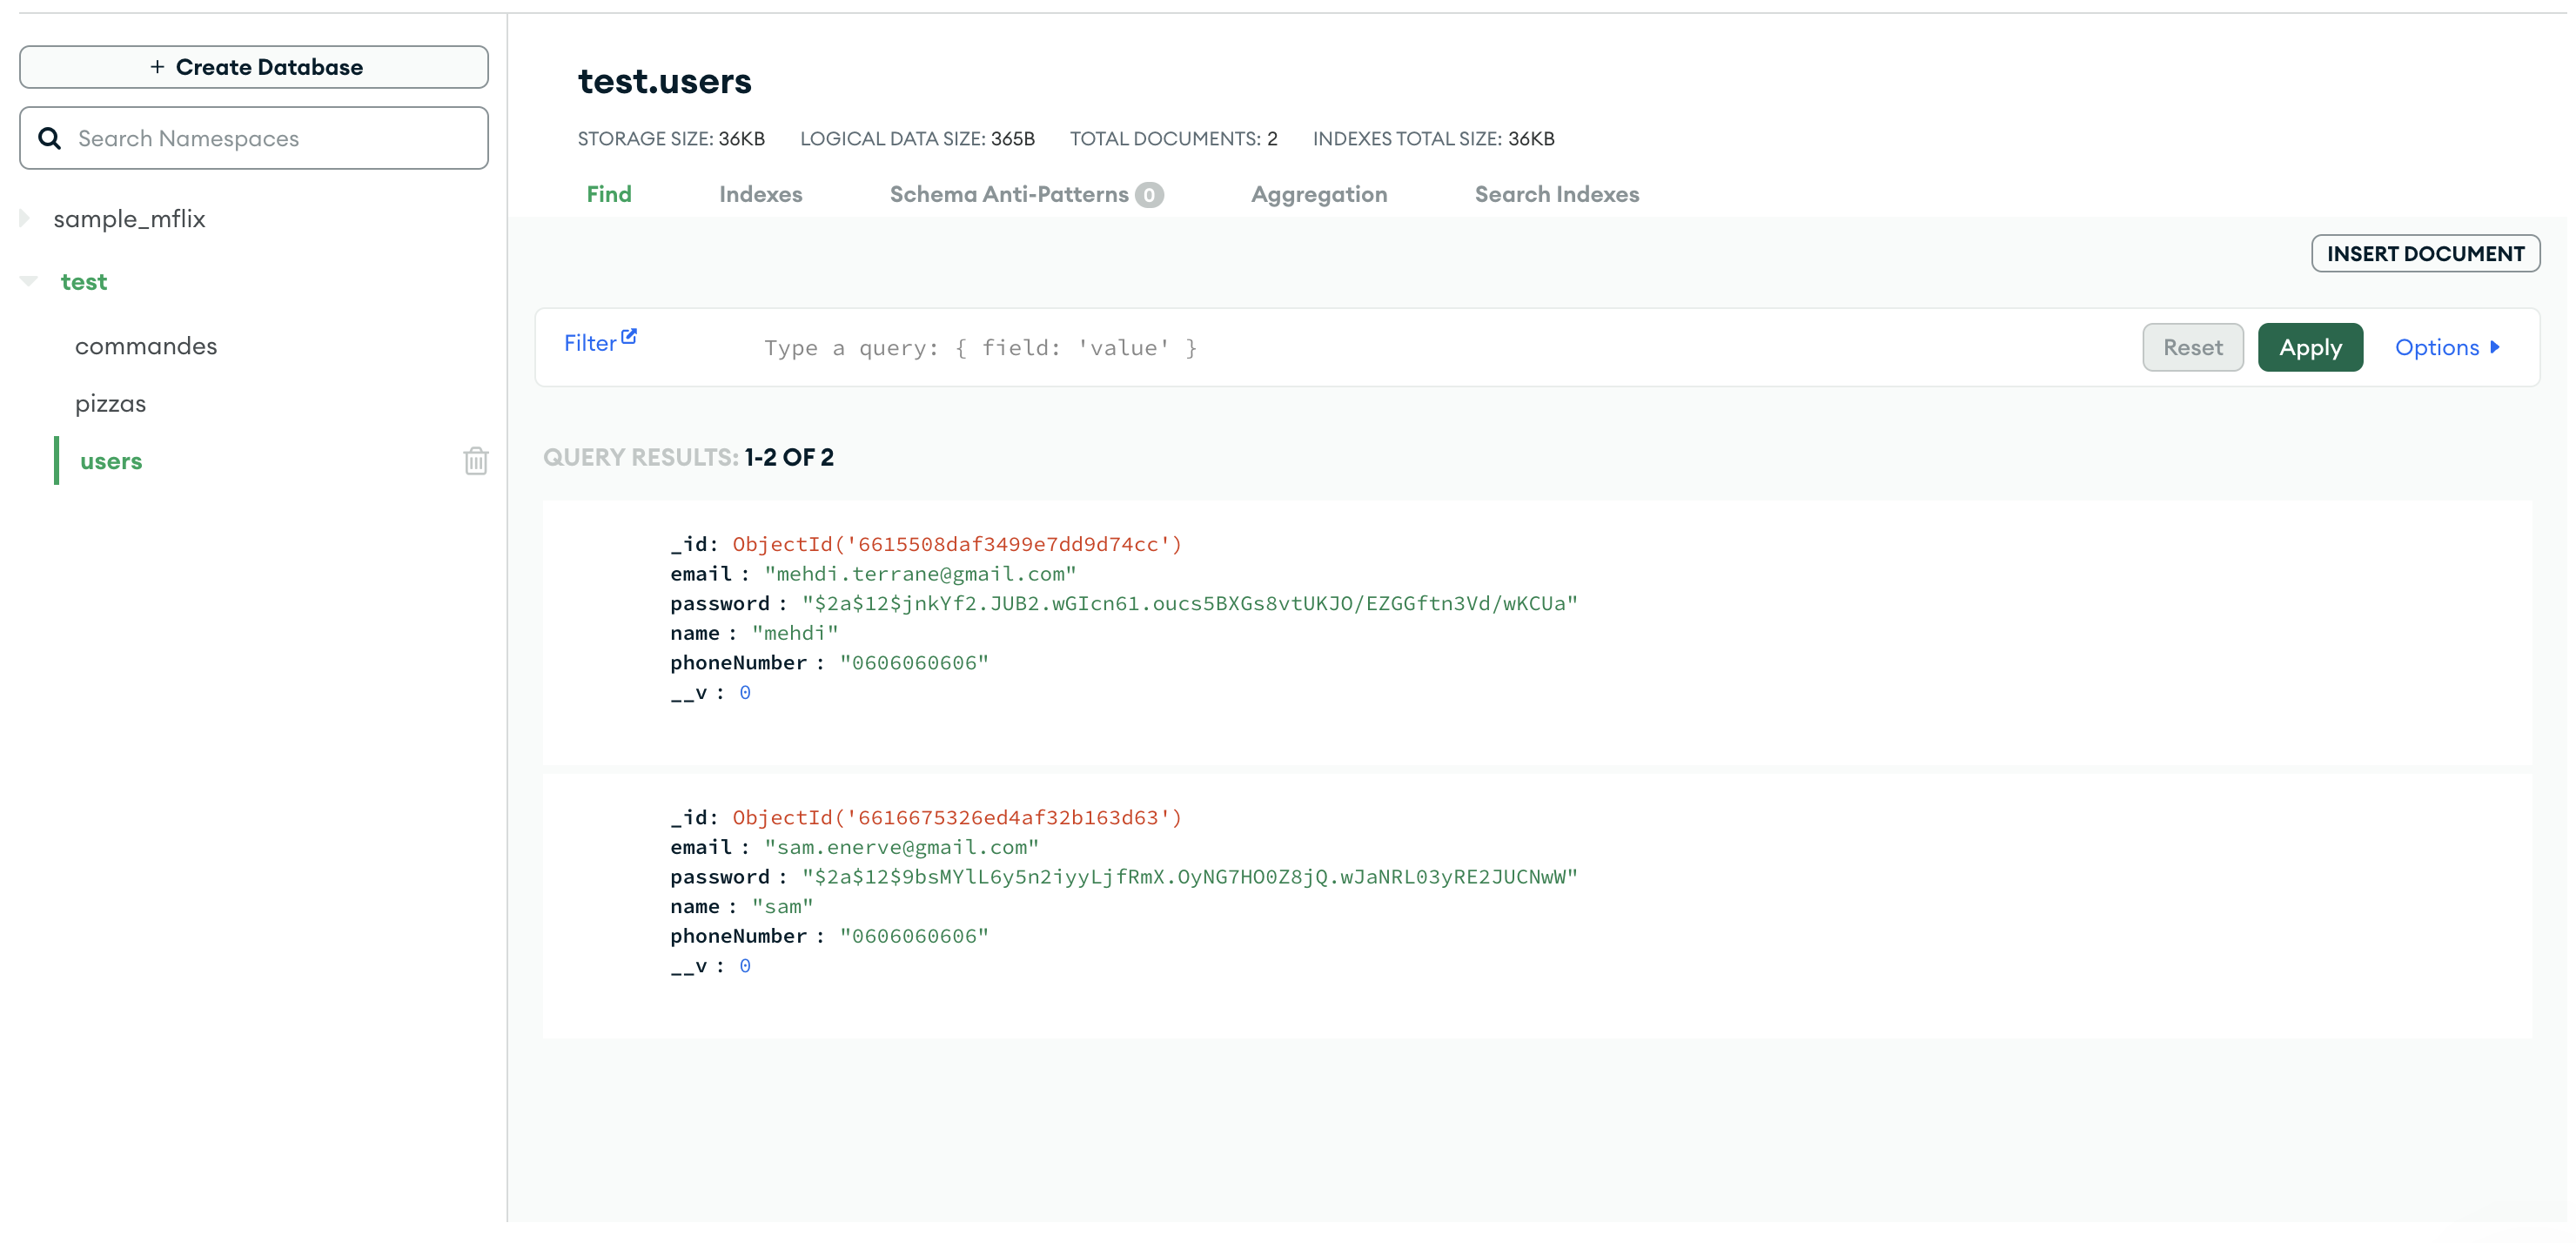 + Create Database
Search Namespaces
sample_mflix
test
commandes
pizzas
users
test.users
STORAGE SIZE: 36KB LOGICAL DATA SIZE: 365B TOTAL DOCUMENTS: 2 INDEXES TOTAL SIZE: 36KB
Find Indexes Schema Anti-Patterns 0 Aggregation Search Indexes
INSERT DOCUMENT
Filter Type a query: { field: 'value' } Reset Apply Options
QUERY RESULTS: 1-2 OF 2
_id: ObjectId('6615508daf3499e7dd9d74cc')
email : "mehdi.terrane@gmail.com"
password : "$2a$12$jnkYf2.JUB2.wGIcn61.oucs5BXGs8vtUKJO/EZGGftn3Vd/wKCUa"
name : "mehdi"
phoneNumber : "0606060606"
__v : 0
_id: ObjectId('6616675326ed4af32b163d63')
email : "sam.enerve@gmail.com"
password : "$2a$12$9bsMYlL6y5n2iyyLjfRmX.OyNG7HO0Z8jQ.wJaNRL03yRE2JUCNwW"
name : "sam"
phoneNumber : "0606060606"
__v : 0